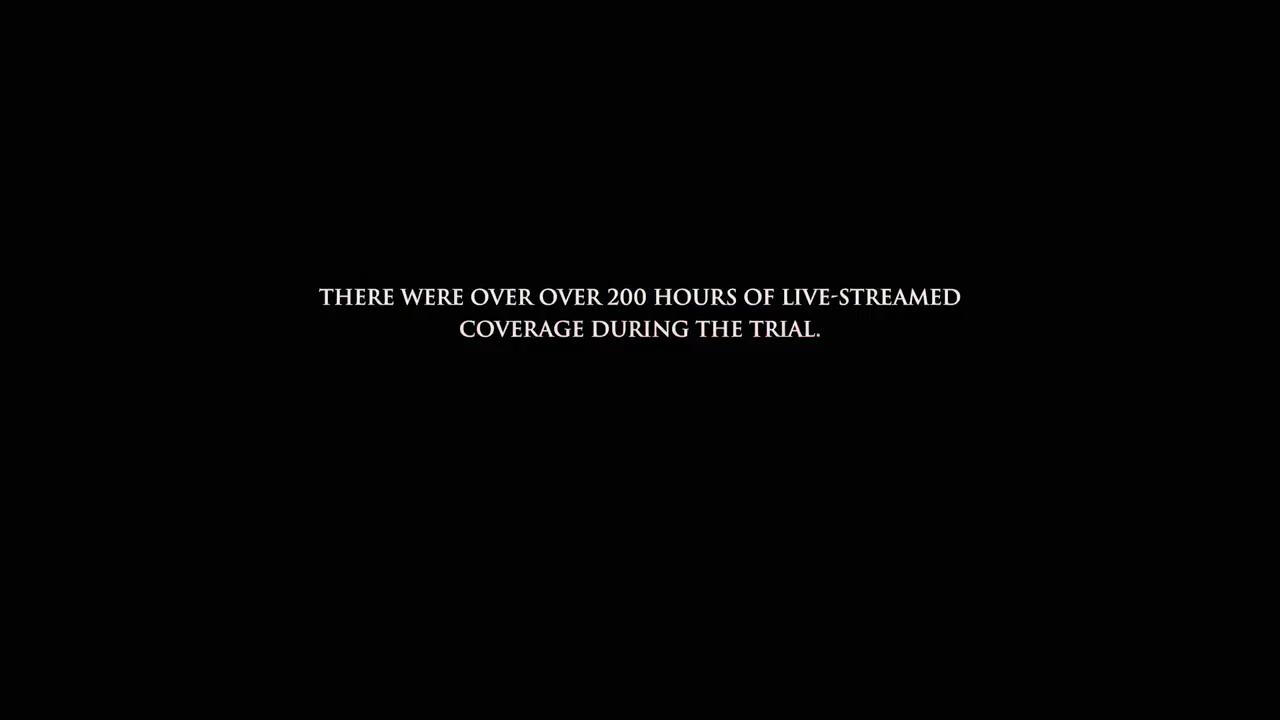 THERE WERE OVER OVER 200 HOURS OF LIVE-STREAMED
COVERAGE DURING THE TRIAL.